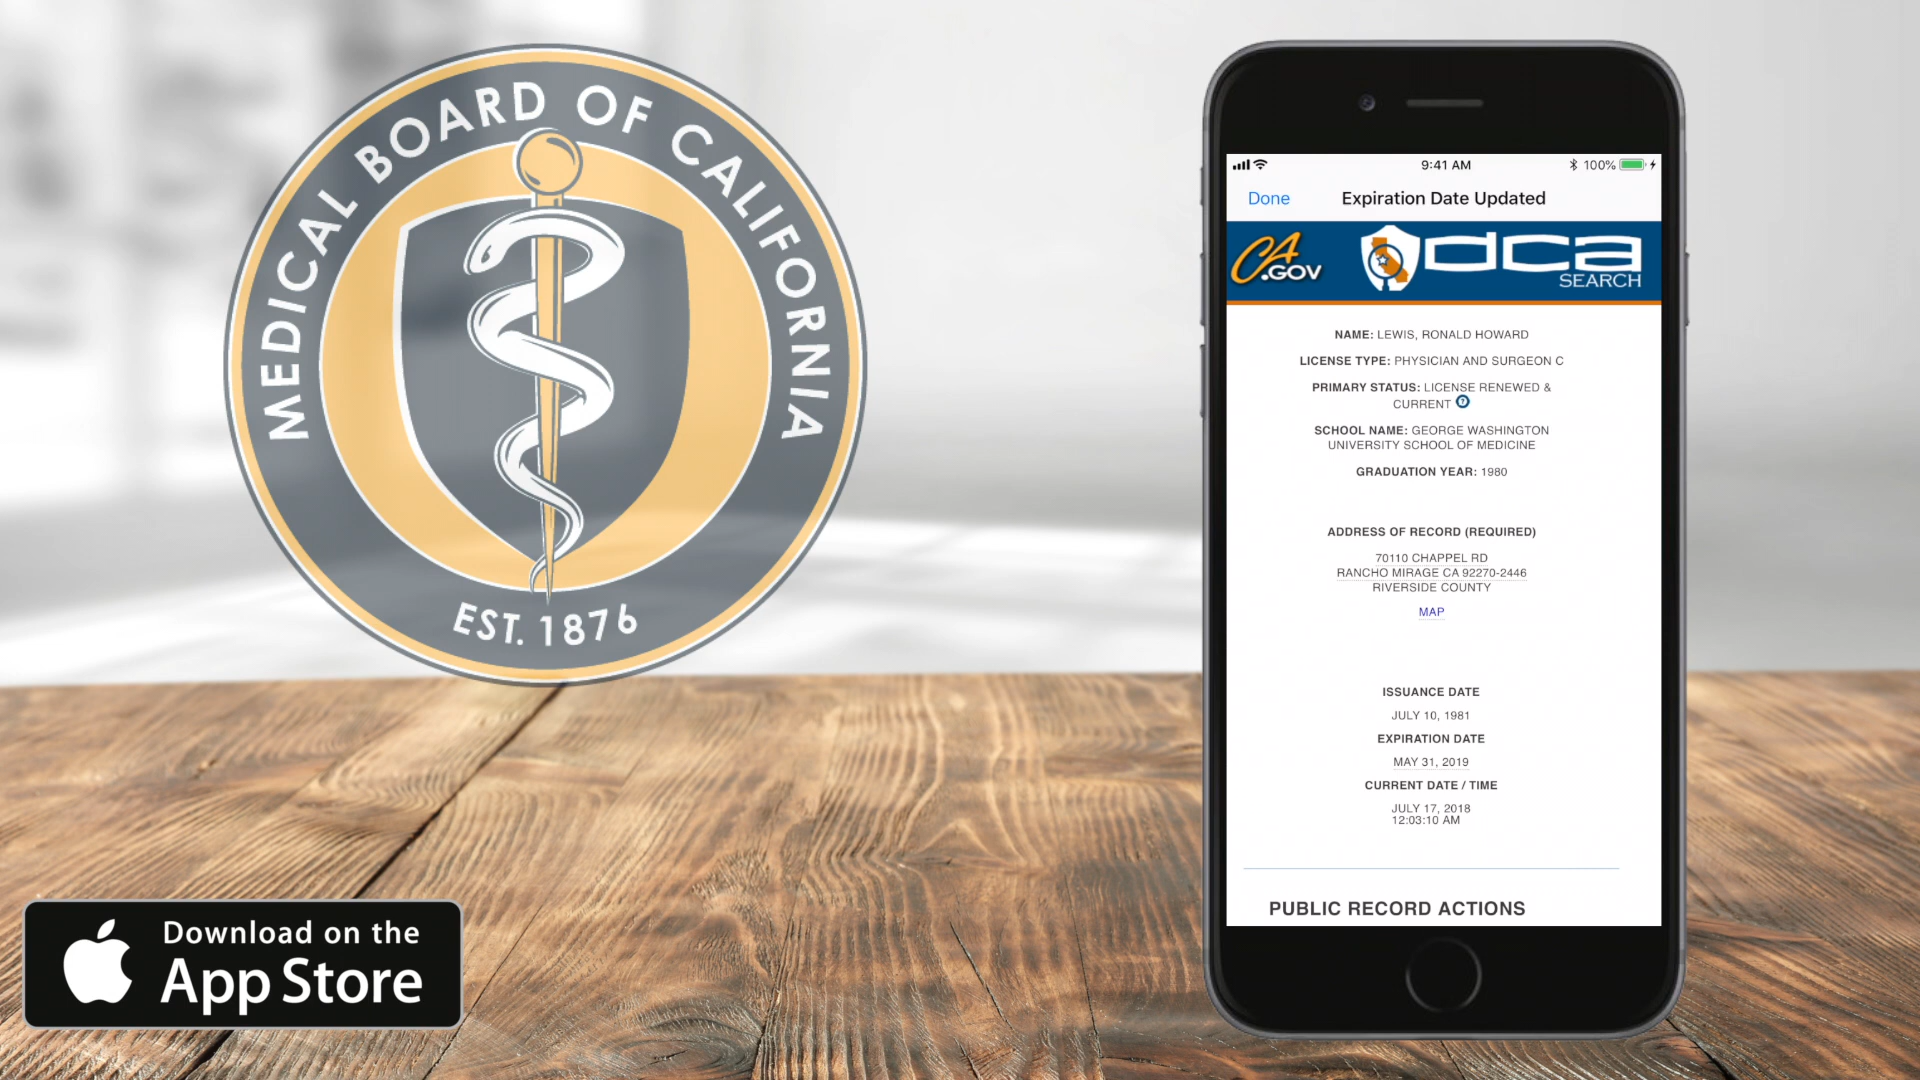 MEDICAL BOARD OF CALIFORNIA
EST. 1876
Download on the
App Store
9:41 AM
100%
Done
Expiration Date Updated
CA.GOV
dca
SEARCH
NAME: LEWIS, RONALD HOWARD
LICENSE TYPE: PHYSICIAN AND SURGEON C
PRIMARY STATUS: LICENSE RENEWED &
CURRENT ?
SCHOOL NAME: GEORGE WASHINGTON
UNIVERSITY SCHOOL OF MEDICINE
GRADUATION YEAR: 1980
ADDRESS OF RECORD (REQUIRED)
70110 CHAPPEL RD
RANCHO MIRAGE CA 92270-2446
RIVERSIDE COUNTY
MAP
ISSUANCE DATE
JULY 10, 1981
EXPIRATION DATE
MAY 31, 2019
CURRENT DATE / TIME
JULY 17, 2018
12:03:10 AM
PUBLIC RECORD ACTIONS